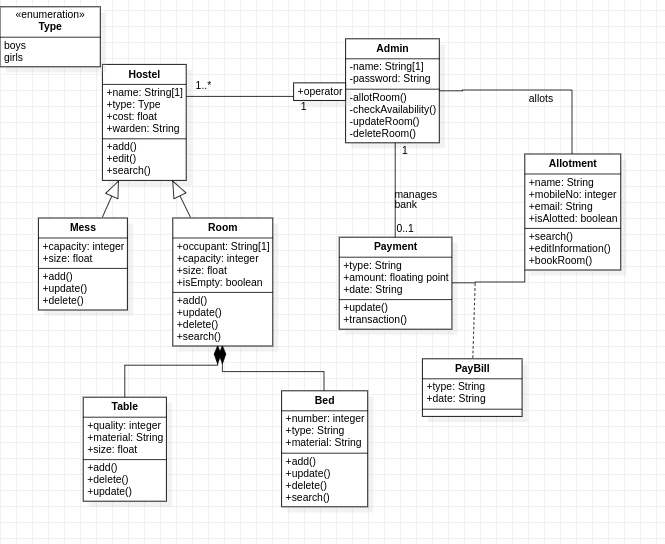 «enumeration»
Type
boys
girls
Hostel
+name: String[1]
+type: Type
+cost: float
+warden: String
+add()
+edit()
+search()
1..*
+operator
1
Admin
-name: String[1]
-password: String
-allotRoom()
-checkAvailability()
-updateRoom()
-deleteRoom()
allots
1
manages
bank
0..1
Allotment
+name: String
+mobileNo: integer
+email: String
+isAlotted: boolean
+search()
+editInformation()
+bookRoom()
Mess
+capacity: integer
+size: float
+add()
+update()
+delete()
Room
+occupant: String[1]
+capacity: integer
+size: float
+isEmpty: boolean
+add()
+update()
+delete()
+search()
Payment
+type: String
+amount: floating point
+date: String
+update()
+transaction()
PayBill
+type: String
+date: String
Table
+quality: integer
+material: String
+size: float
+add()
+delete()
+update()
Bed
+number: integer
+type: String
+material: String
+add()
+update()
+delete()
+search()